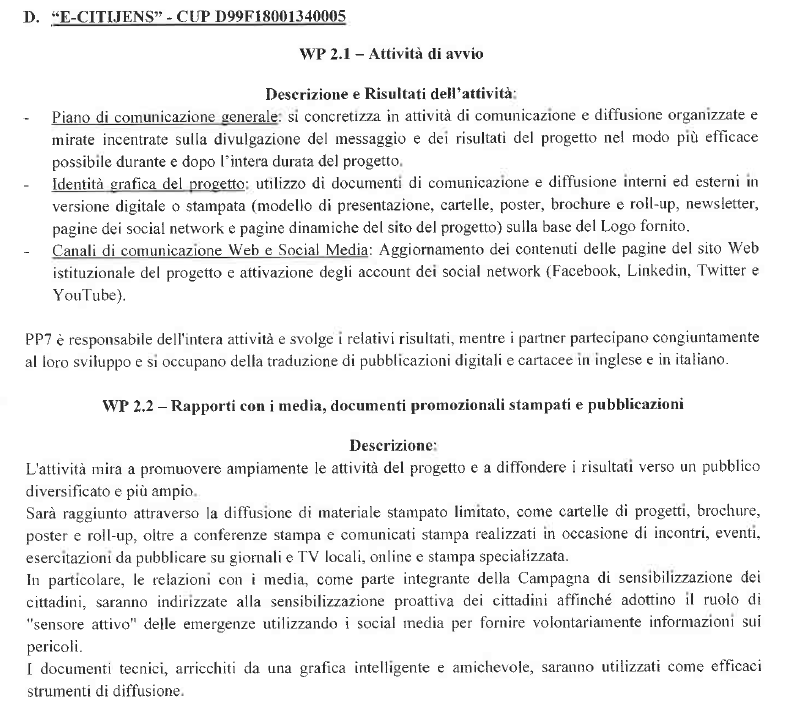 D. "E-CITIJENS" - CUP D99F18001340005
WP 2.1 – Attività di avvio
Descrizione e Risultati dell'attività:
- Piano di comunicazione generale: si concretizza in attività di comunicazione e diffusione organizzate e
mirate incentrate sulla divulgazione del messaggio e dei risultati del progetto nel modo più efficace
possibile durante e dopo l'intera durata del progetto.
- Identità grafica del progetto: utilizzo di documenti di comunicazione e diffusione interni ed esterni in
versione digitale o stampata (modello di presentazione, cartelle, poster, brochure e roll-up, newsletter,
pagine dei social network e pagine dinamiche del sito del progetto) sulla base del Logo fornito.
- Canali di comunicazione Web e Social Media: Aggiornamento dei contenuti delle pagine del sito Web
istituzionale del progetto e attivazione degli account dei social network (Facebook, Linkedin, Twitter e
YouTube).
PP7 è responsabile dell'intera attività e svolge i relativi risultati, mentre i partner partecipano congiuntamente
al loro sviluppo e si occupano della traduzione di pubblicazioni digitali e cartacee in inglese e in italiano.
WP 2.2 – Rapporti con i media, documenti promozionali stampati e pubblicazioni
Descrizione:
L'attività mira a promuovere ampiamente le attività del progetto e a diffondere i risultati verso un pubblico
diversificato e più ampio.
Sarà raggiunto attraverso la diffusione di materiale stampato limitato, come cartelle di progetti, brochure,
poster e roll-up, oltre a conferenze stampa e comunicati stampa realizzati in occasione di incontri, eventi,
esercitazioni da pubblicare su giornali e TV locali, online e stampa specializzata.
In particolare, le relazioni con i media, come parte integrante della Campagna di sensibilizzazione dei
cittadini, saranno indirizzate alla sensibilizzazione proattiva dei cittadini affinché adottino il ruolo di
"sensore attivo" delle emergenze utilizzando i social media per fornire volontariamente informazioni sui
pericoli.
I documenti tecnici, arricchiti da una grafica intelligente e amichevole, saranno utilizzati come efficaci
strumenti di diffusione.